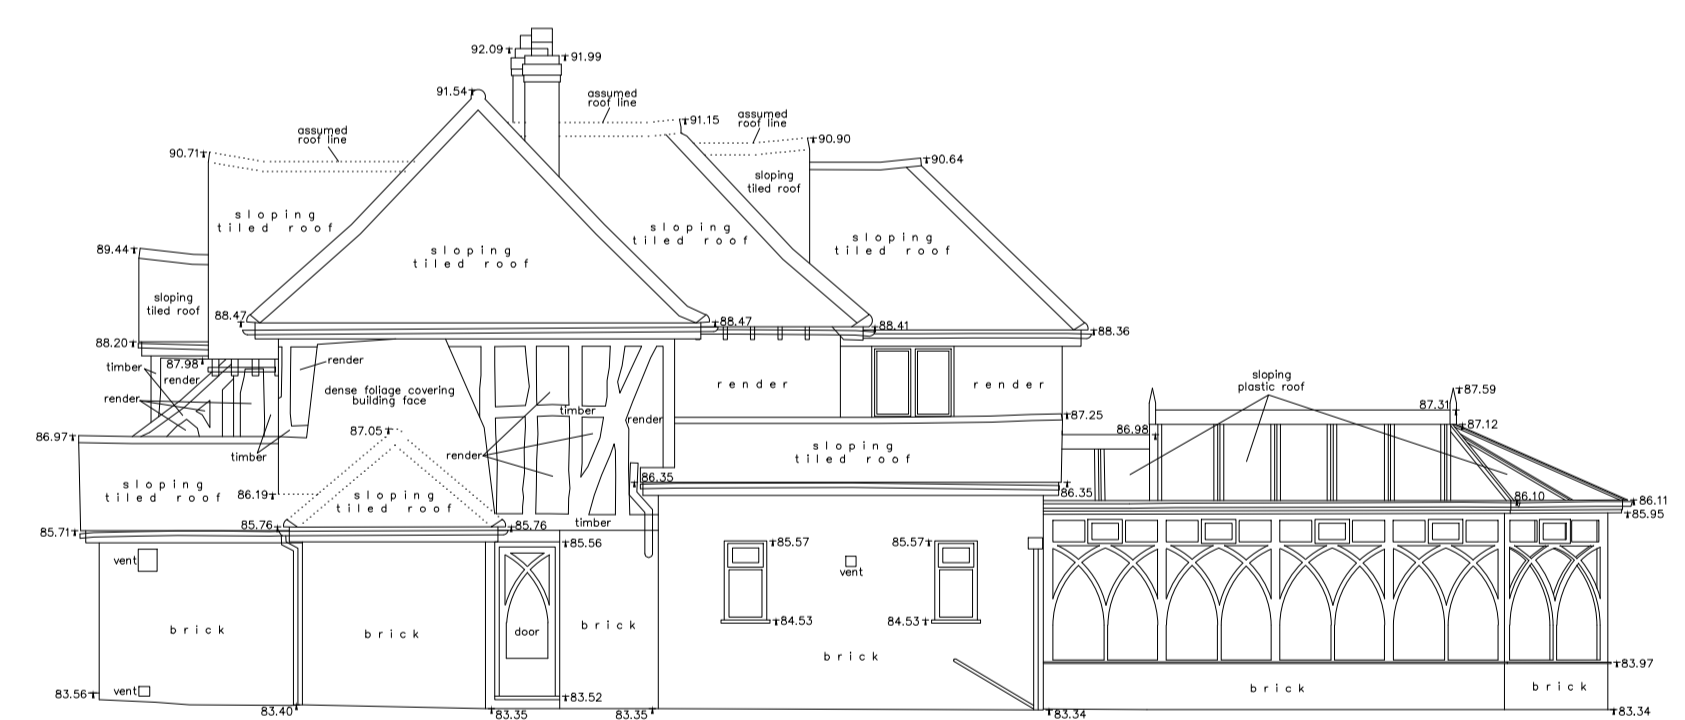 92.09
91.99
91.54
assumed
roof line
91.15
assumed
roof line
90.90
assumed
roof line
90.71
90.64
sloping
tiled roof
sloping
tiled roof
sloping
tiled roof
sloping
tiled roof
sloping
tiled roof
89.44
sloping
tiled roof
88.47
88.47
88.41
88.36
88.20
87.98
timber
render
render
render
dense foliage covering
building face
render
render
sloping
plastic roof
87.59
87.31
87.25
87.12
timber
render
87.05
86.98
86.97
timber
render
sloping
tiled roof
86.35
86.35
sloping
tiled roof
86.19
sloping
tiled roof
86.10
86.11
85.95
85.71
85.76
85.76
timber
85.56
85.57
85.57
vent
vent
brick
brick
door
brick
84.53
84.53
brick
83.97
83.56
vent
83.52
brick
brick
83.40
83.35
83.35
83.34
83.34